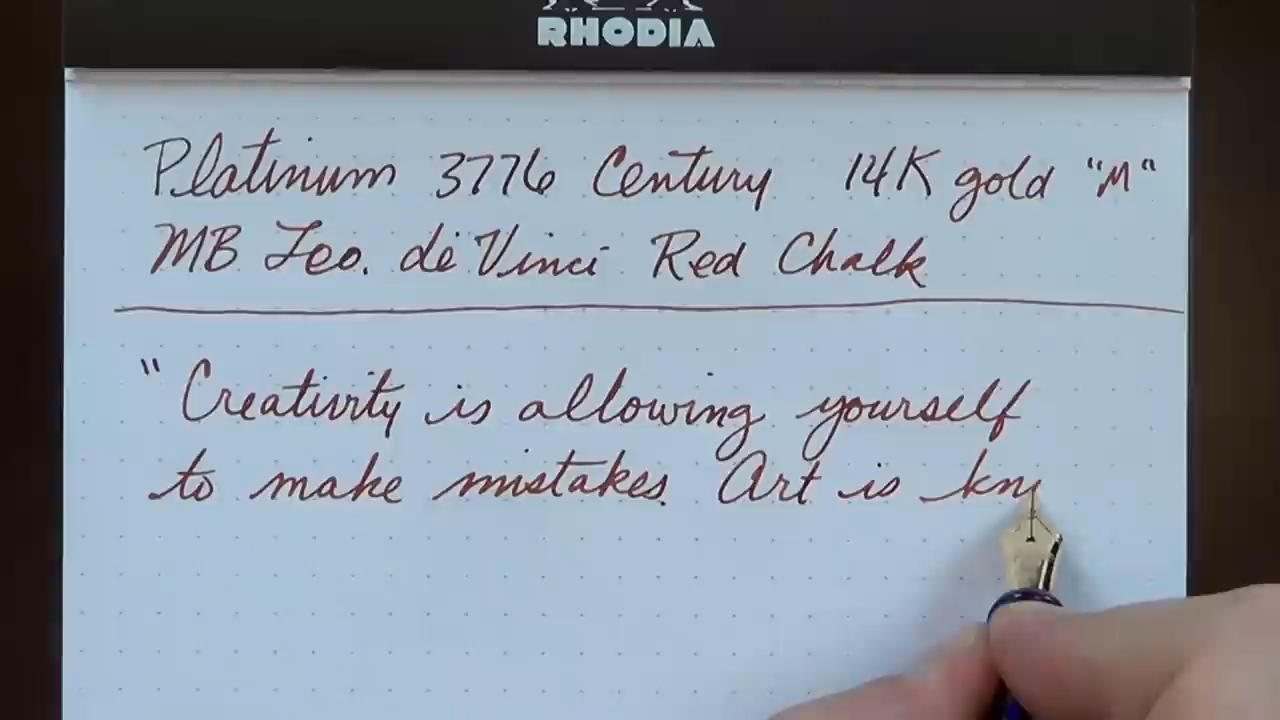 RHODIA
Platinum 3776 Century 14K gold "M"
MB Leo. de Vinci Red Chalk
"Creativity is allowing yourself
to make mistakes. Art is kn